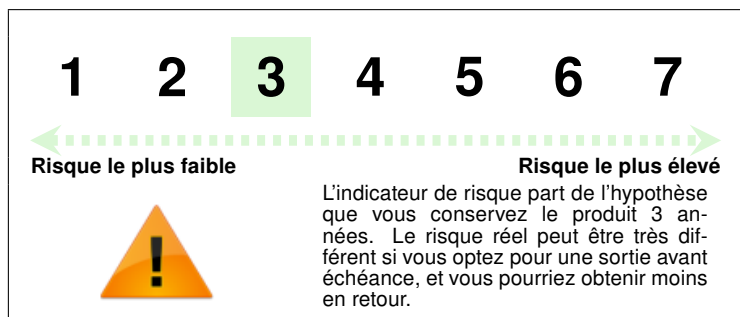 1 2 3 4 5 6 7
Risque le plus faible Risque le plus élevé
L'indicateur de risque part de l'hypothèse
que vous conservez le produit 3 an-
nées. Le risque réel peut être très dif-
férent si vous optez pour une sortie avant
échéance, et vous pourriez obtenir moins
en retour.